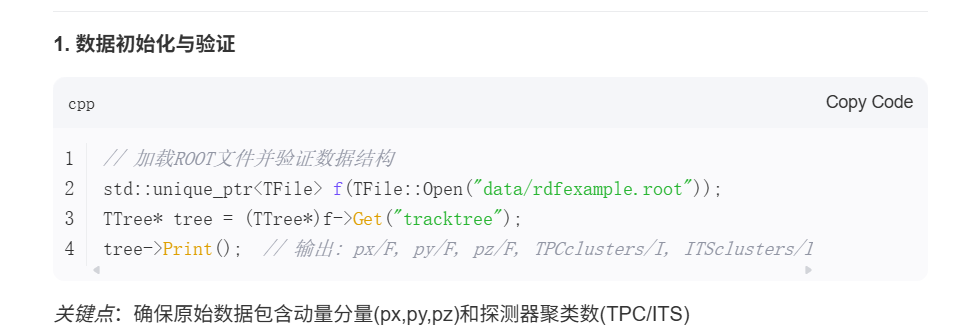 1. 数据初始化与验证
cpp
Copy Code
1 // 加载ROOT文件并验证数据结构
2 std::unique_ptr<TFile> f(TFile::Open("data/rdfexample.root"));
3 TTree* tree = (TTree*)f->Get("tracktree");
4 tree->Print(); // 输出: px/F, py/F, pz/F, TPCclusters/I, ITSclusters/I
关键点：确保原始数据包含动量分量(px,py,pz)和探测器聚类数(TPC/ITS)